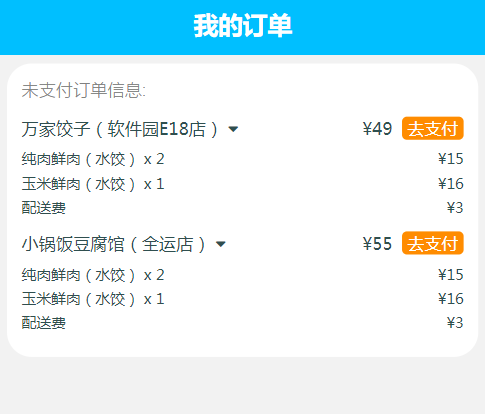 我的订单
未支付订单信息:
万家饺子（软件园E18店） ¥49 去支付
纯肉鲜肉（水饺） x 2 ¥15
玉米鲜肉（水饺） x 1 ¥16
配送费 ¥3
小锅饭豆腐馆（全运店） ¥55 去支付
纯肉鲜肉（水饺） x 2 ¥15
玉米鲜肉（水饺） x 1 ¥16
配送费 ¥3